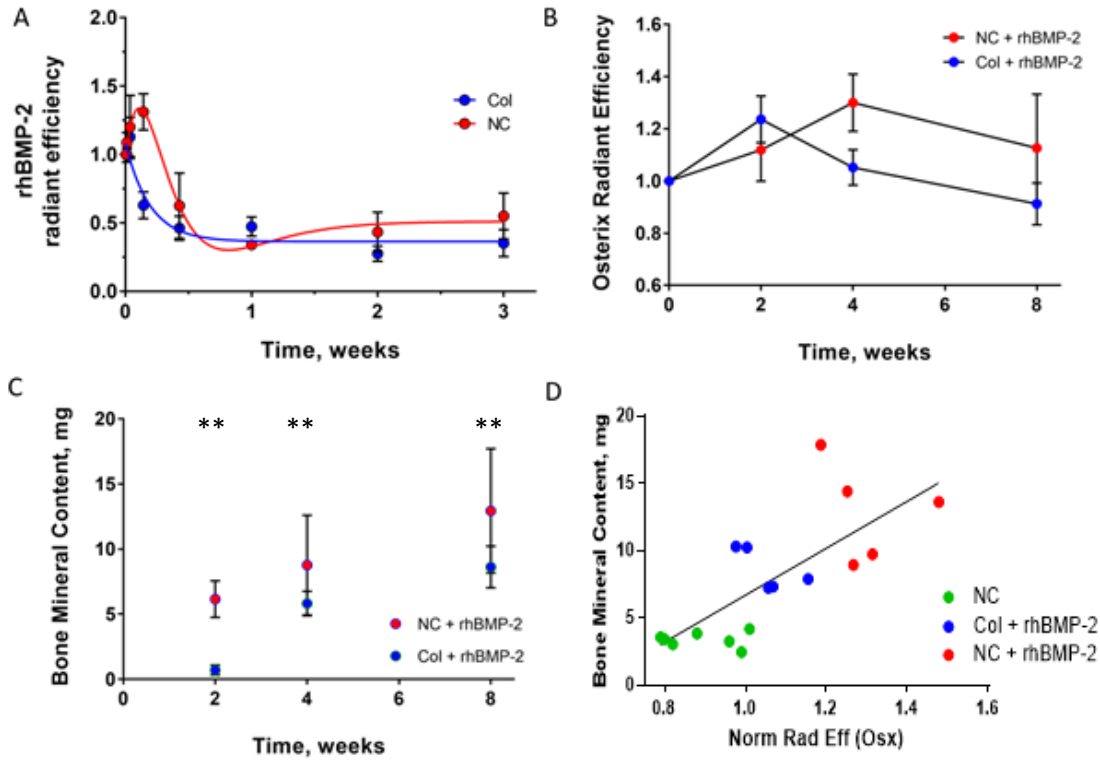 A
2.0
1.5
1.0
0.5
0.0
rhBMP-2
radiant efficiency
Col
NC
0 1 2 3
Time, weeks
B
1.6
1.4
1.2
1.0
0.8
0.6
Osterix Radiant Efficiency
NC + rhBMP-2
Col + rhBMP-2
0 2 4 6 8
Time, weeks
C
20
15
10
5
0
Bone Mineral Content, mg
** ** **
NC + rhBMP-2
Col + rhBMP-2
0 2 4 6 8
Time, weeks
D
20
15
10
5
0
Bone Mineral Content, mg
NC
Col + rhBMP-2
NC + rhBMP-2
0.8 1.0 1.2 1.4 1.6
Norm Rad Eff (Osx)